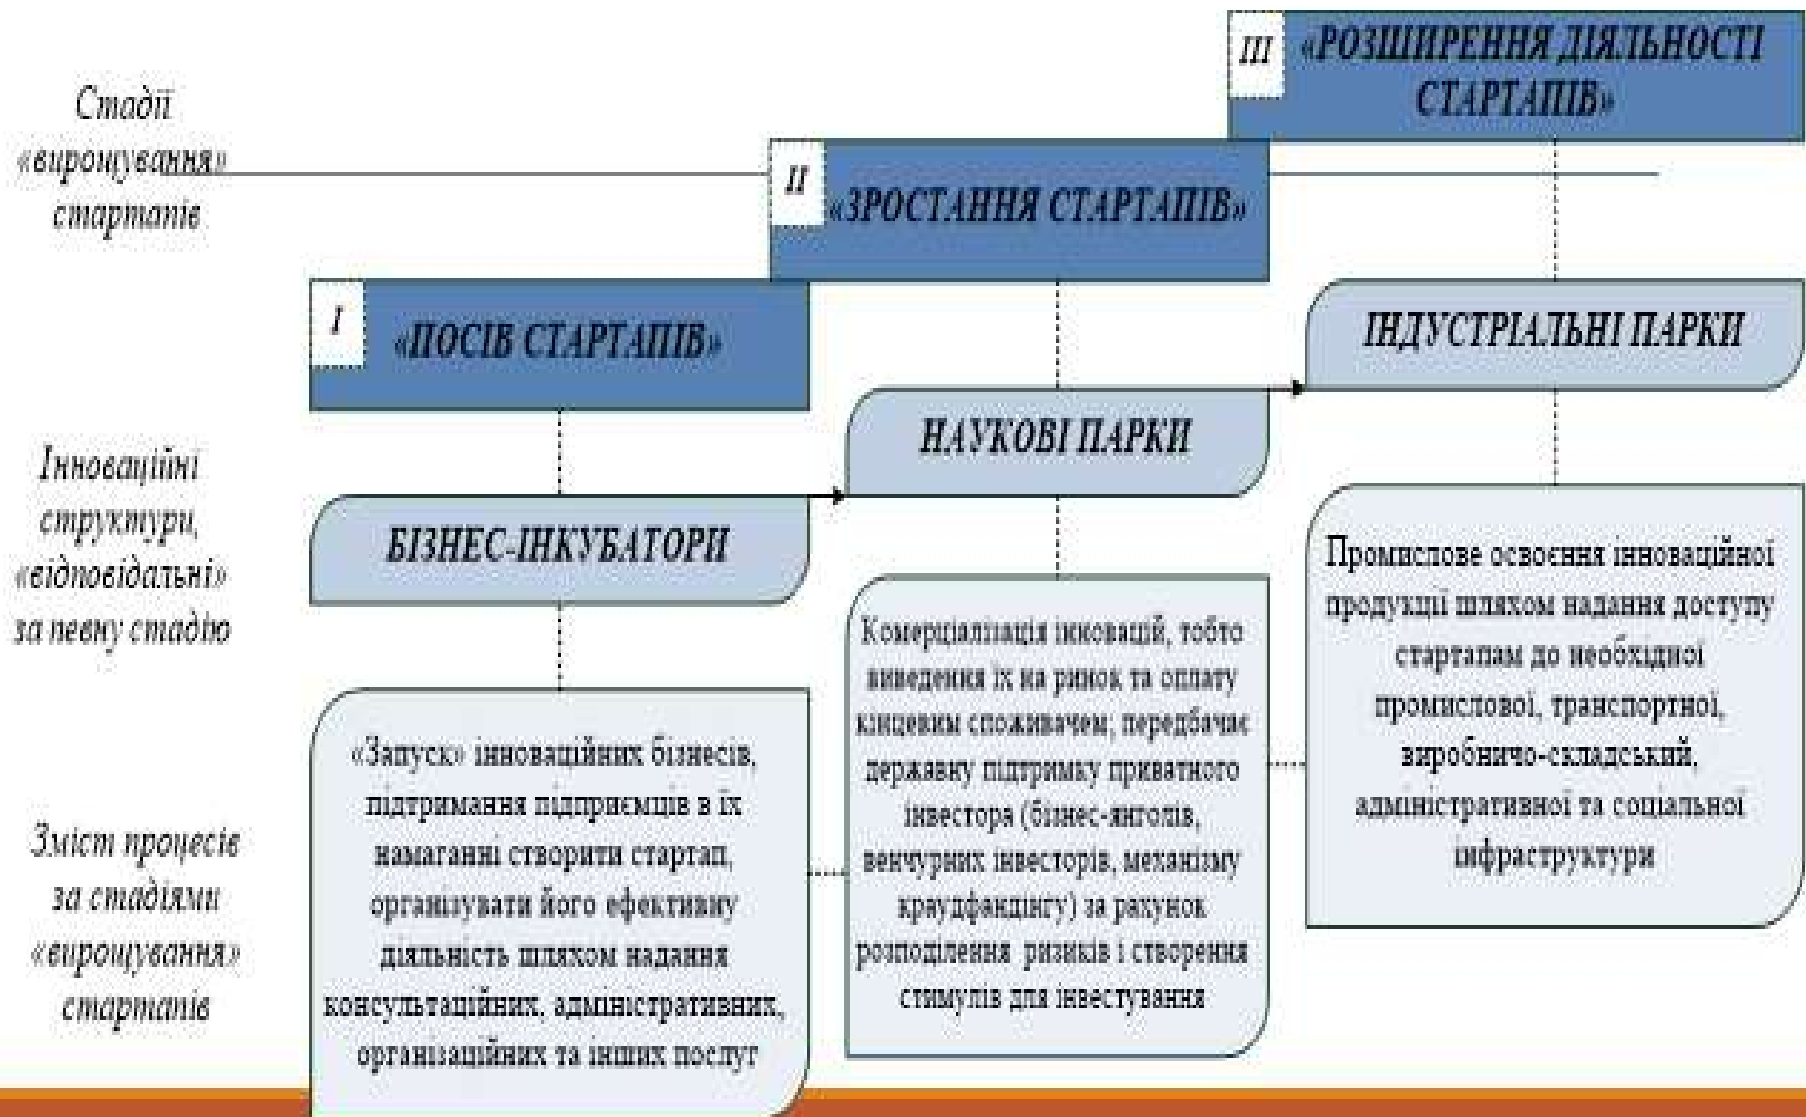 Стадії
«вирощування»
стартапів
I
«ПОСІВ СТАРТАПІВ»
II
«ЗРОСТАННЯ СТАРТАПІВ»
III
«РОЗШИРЕННЯ ДІЯЛЬНОСТІ
СТАРТАПІВ»
Інноваційні
структури,
«відповідальні»
за певну стадію
БІЗНЕС-ІНКУБАТОРИ
НАУКОВІ ПАРКИ
ІНДУСТРІАЛЬНІ ПАРКИ
Зміст процесів
за стадіями
«вирощування»
стартапів
«Запуск» інноваційних бізнесів,
підтримання підприємців в їх
намаганні створити стартап,
організувати його ефективну
діяльність шляхом надання
консультаційних, адміністративних,
організаційних та інших послуг
Комерціалізація інновацій, тобто
виведення їх на ринок та оплату
кінцевим споживачем; передбачає
державну підтримку приватного
інвестора (бізнес-янголів,
венчурних інвесторів, механізму
краудфандінгу) за рахунок
розподілення ризиків і створення
стимулів для інвестування
Промислове освоєння інноваційної
продукції шляхом надання доступу
стартапам до необхідної
промислової, транспортної,
виробничо-складський,
адміністративної та соціальної
інфраструктури